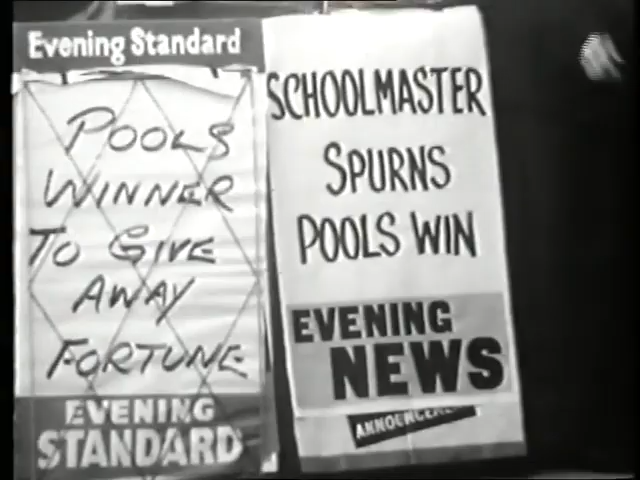 Evening Standard
POOLS
WINNER
TO GIVE
AWAY
FORTUNE
EVENING
STANDARD
SCHOOLMASTER
SPURNS
POOLS WIN
EVENING
NEWS